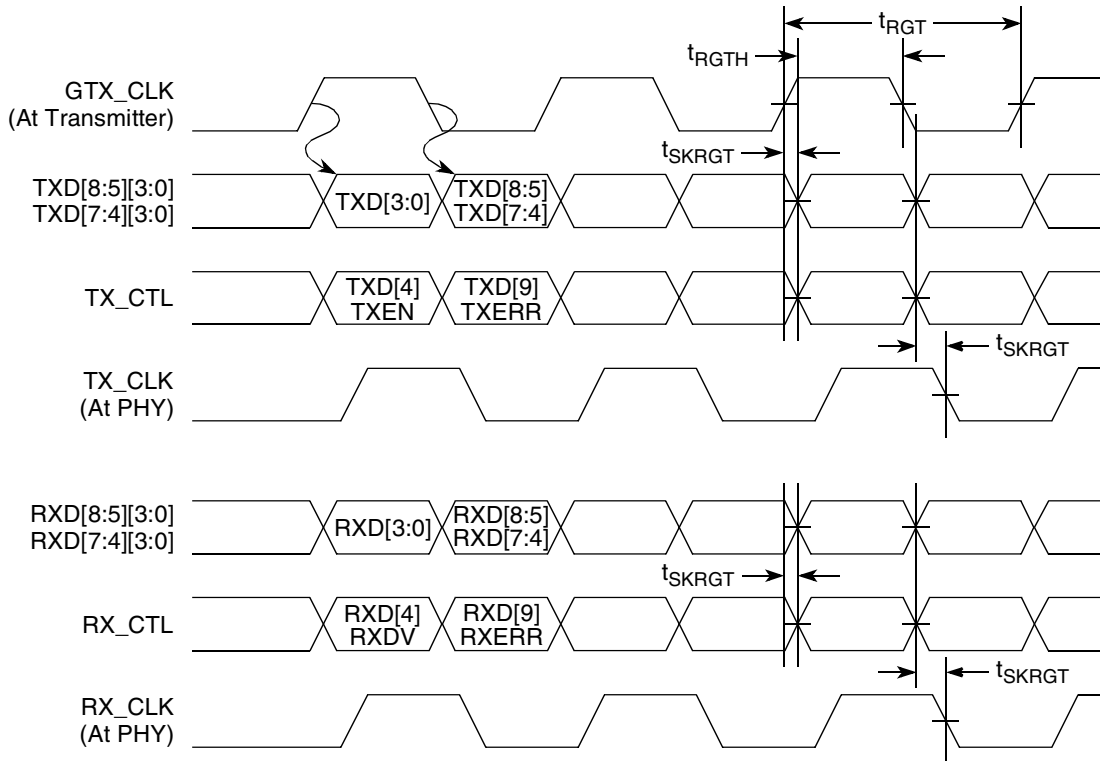 tRGT
tRGTH
GTX_CLK
(At Transmitter)
tSKRGT
TXD[8:5][3:0]
TXD[7:4][3:0]
TXD[3:0]
TXD[8:5]
TXD[7:4]
TX_CTL
TXD[4]
TXEN
TXD[9]
TXERR
tSKRGT
TX_CLK
(At PHY)
RXD[8:5][3:0]
RXD[7:4][3:0]
RXD[3:0]
RXD[8:5]
RXD[7:4]
tSKRGT
RX_CTL
RXD[4]
RXDV
RXD[9]
RXERR
tSKRGT
RX_CLK
(At PHY)